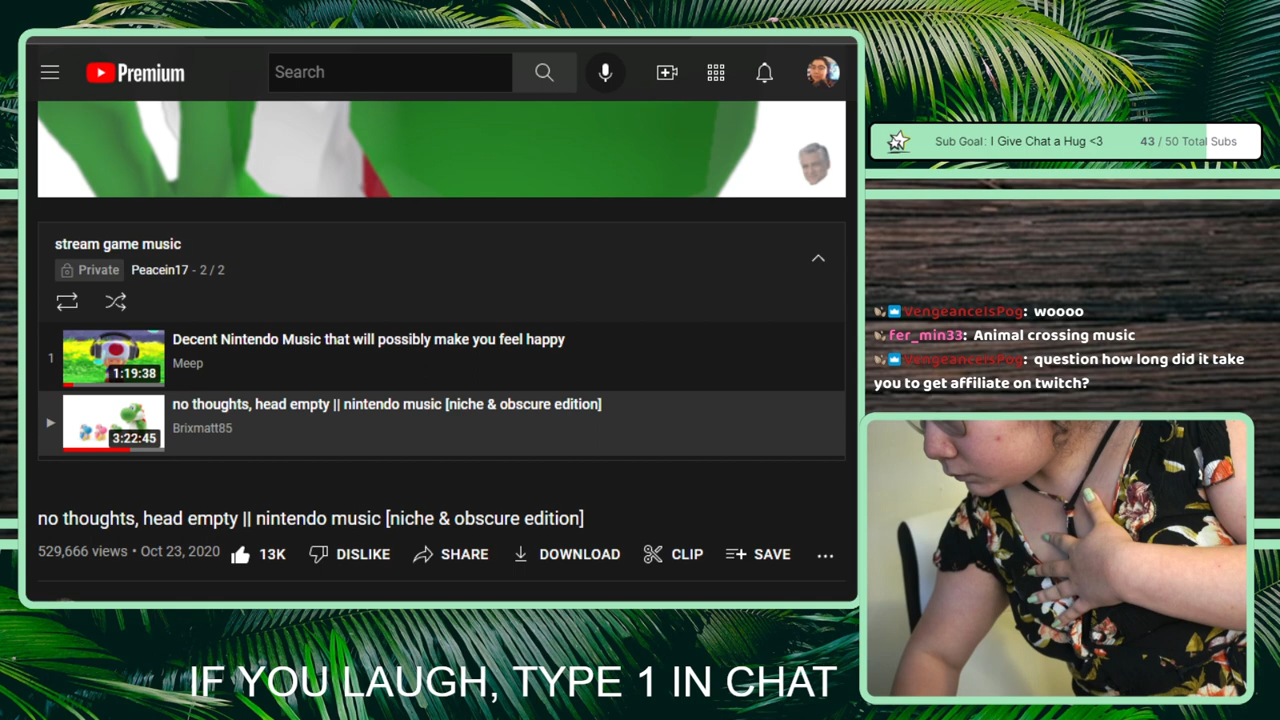 Premium
Search
Sub Goal: I Give Chat a Hug <3 43 / 50 Total Subs
stream game music
Private Peacein17 - 2 / 2
1 Decent Nintendo Music that will possibly make you feel happy
Meep
1:19:38
no thoughts, head empty || nintendo music [niche & obscure edition]
Brixmatt85
3:22:45
no thoughts, head empty || nintendo music [niche & obscure edition]
529,666 views • Oct 23, 2020 13K DISLIKE SHARE DOWNLOAD CLIP SAVE
VengeanceIsPog: woooo
fer_min33: Animal crossing music
VengeanceIsPog: question how long did it take
you to get affiliate on twitch?
IF YOU LAUGH, TYPE 1 IN CHAT